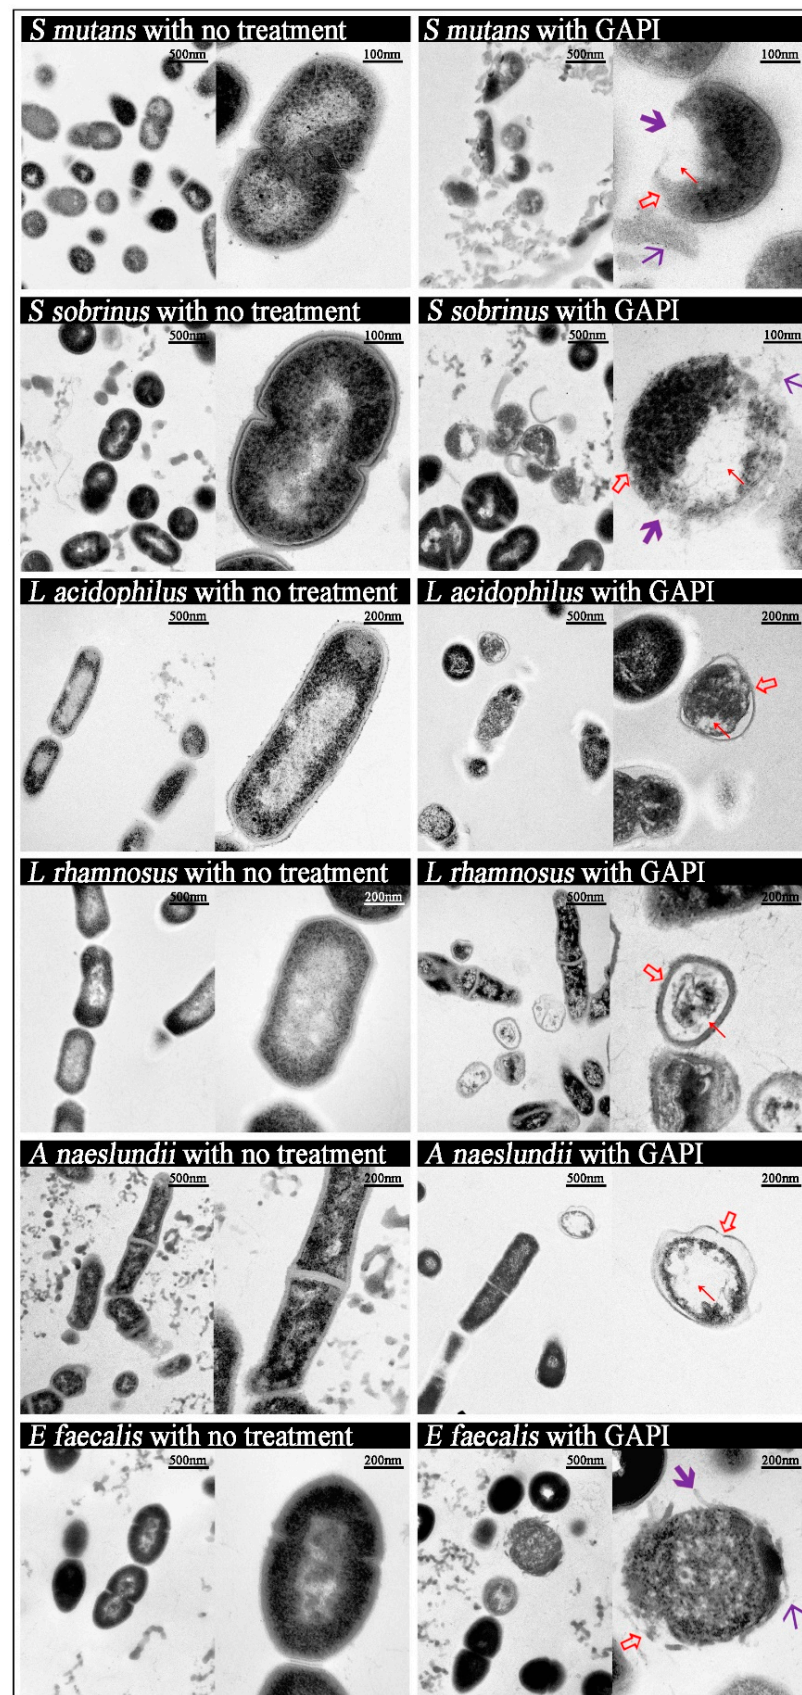 S mutans with no treatment
500nm
100nm
S mutans with GAPI
500nm
100nm
S sobrinus with no treatment
500nm
100nm
S sobrinus with GAPI
500nm
100nm
L acidophilus with no treatment
500nm
200nm
L acidophilus with GAPI
500nm
200nm
L rhamnosus with no treatment
500nm
200nm
L rhamnosus with GAPI
500nm
200nm
A naeslundii with no treatment
500nm
200nm
A naeslundii with GAPI
500nm
200nm
E faecalis with no treatment
500nm
200nm
E faecalis with GAPI
500nm
200nm